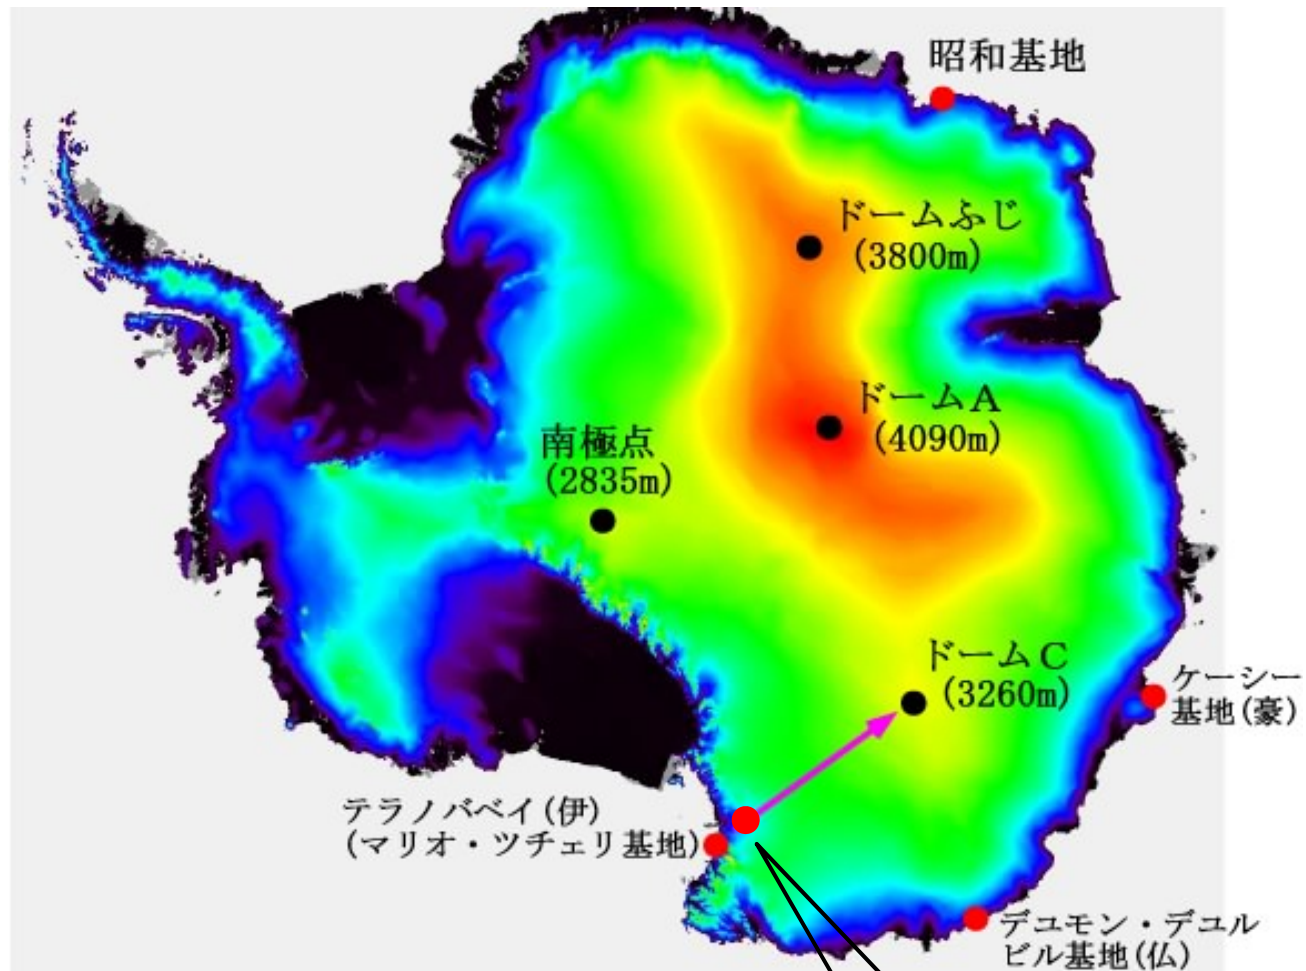 昭和基地
ドームふじ
(3800m)
ドームA
(4090m)
南極点
(2835m)
ドームC
(3260m)
ケーシー
基地(豪)
テラノバベイ(伊)
(マリオ・ツチェリ基地)
デュモン・デュル
ビル基地(仏)